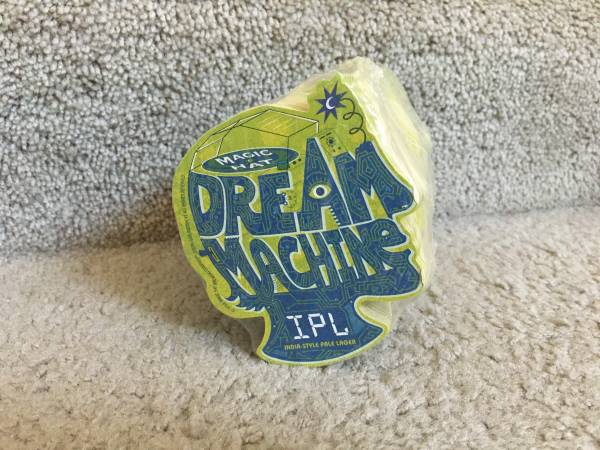 MAGIC
HAT
DREAM
MACHINE
IPL
INDIA-STYLE PALE LAGER